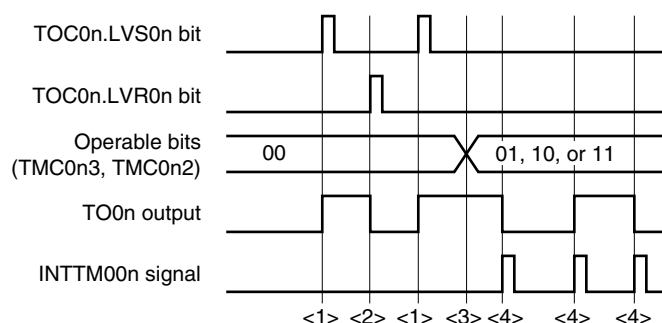 TOC0n.LVS0n bit
TOC0n.LVR0n bit
Operable bits
(TMC0n3, TMC0n2)
00
01, 10, or 11
TO0n output
INTTM00n signal
<1> <2> <1> <3> <4> <4> <4>